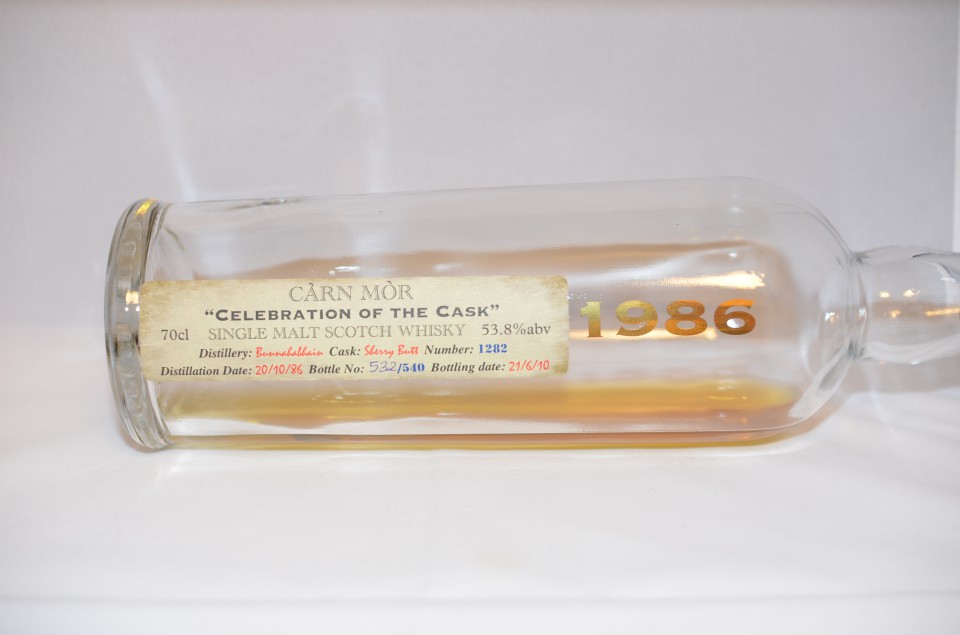 CÀRN MÒR
"CELEBRATION OF THE CASK"
70cl SINGLE MALT SCOTCH WHISKY 53.8%abv
Distillery: Bunnahabhain Cask: Sherry Butt Number: 1282
Distillation Date: 20/10/86 Bottle No: 532/540 Bottling date: 21/6/10
1986